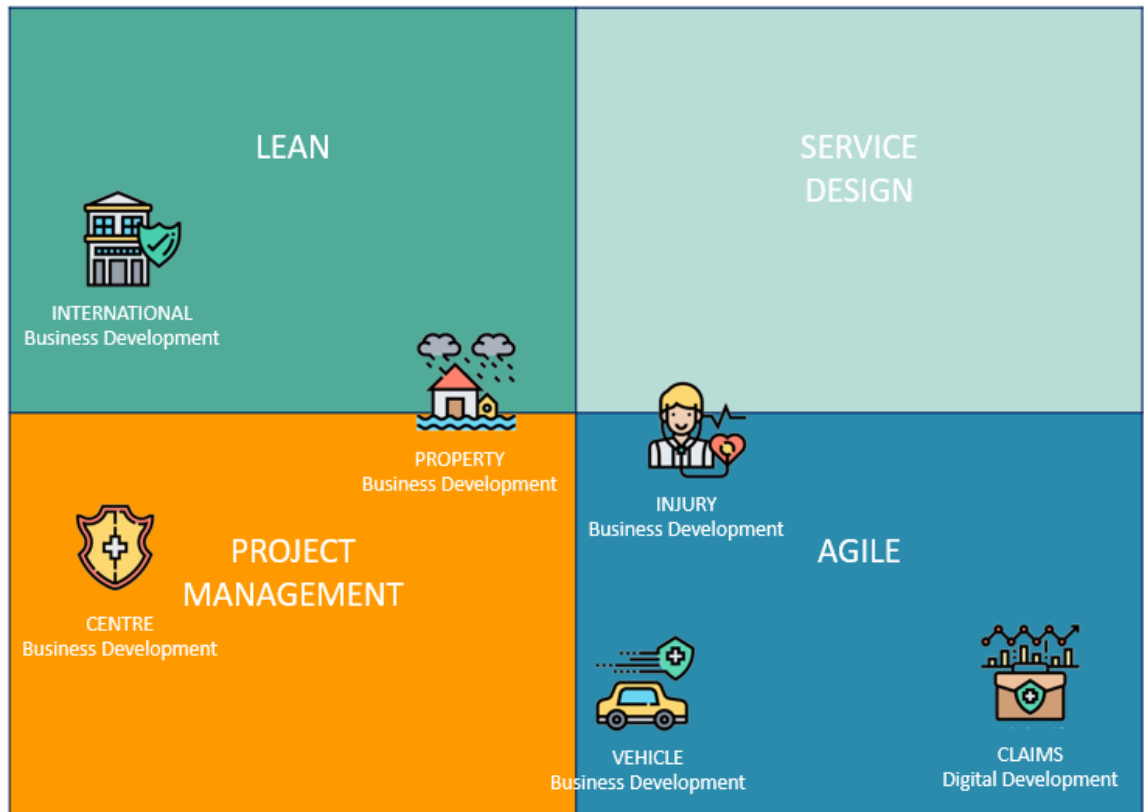 LEAN
SERVICE
DESIGN
INTERNATIONAL
Business Development
PROPERTY
Business Development
INJURY
Business Development
PROJECT
MANAGEMENT
AGILE
CENTRE
Business Development
VEHICLE
Business Development
CLAIMS
Digital Development